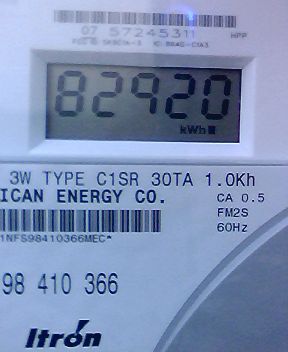 07 57245311 HPP
82920
kWh
3W TYPE C1SR 30TA 1.0Kh
ICAN ENERGY CO. CA 0.5
FM2S
60Hz
1NFS98410366MEC*
98 410 366
Itron